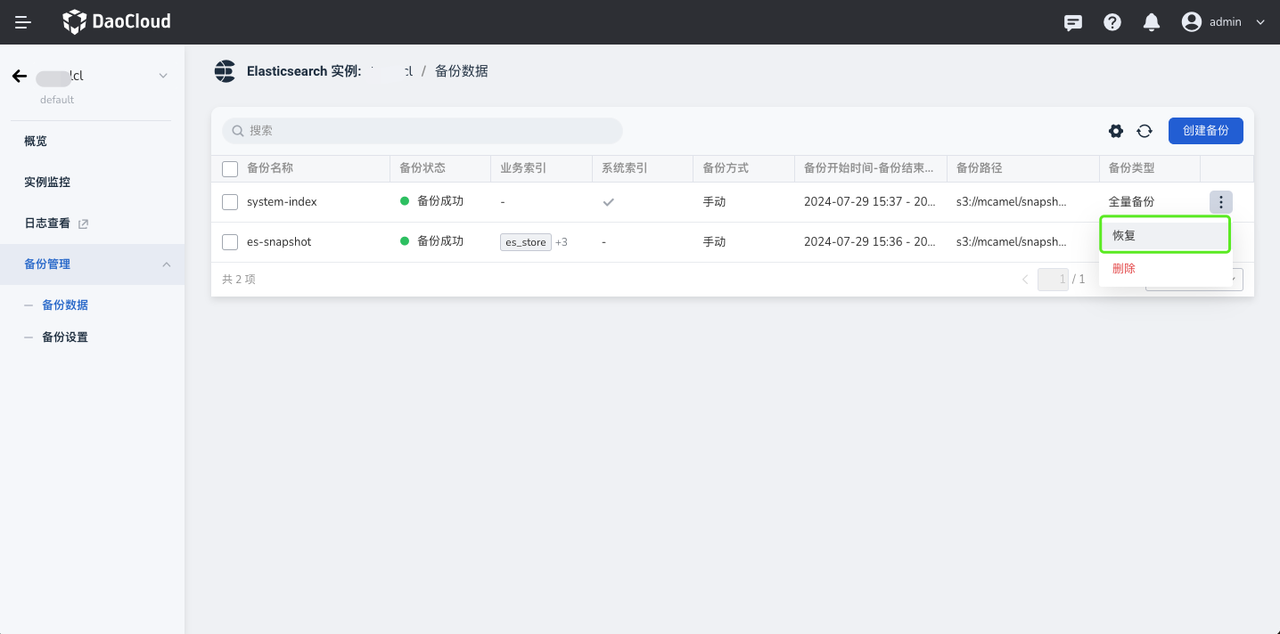 DaoCloud
admin
cl
default
概览
实例监控
日志查看
备份管理
备份数据
备份设置
Elasticsearch 实例: cl / 备份数据
搜索
创建备份
备份名称 备份状态 业务索引 系统索引 备份方式 备份开始时间-备份结束... 备份路径 备份类型
system-index 备份成功 - 手动 2024-07-29 15:37 - 20... s3://mcamel/snapsh... 全量备份
es-snapshot 备份成功 es_store +3 - 手动 2024-07-29 15:36 - 20... s3://mcamel/snapsh...
恢复
删除
共 2 项 1 / 1